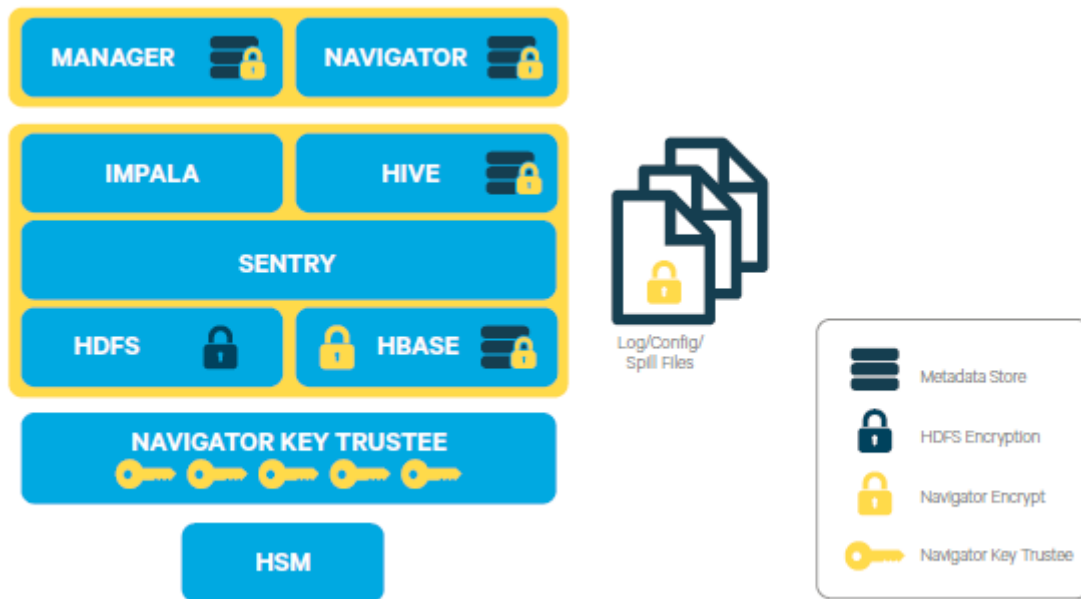 MANAGER
NAVIGATOR
IMPALA
HIVE
SENTRY
HDFS
HBASE
Log/Config/
Spill Files
NAVIGATOR KEY TRUSTEE
HSM
Metadata Store
HDFS Encryption
Navigator Encrypt
Navigator Key Trustee